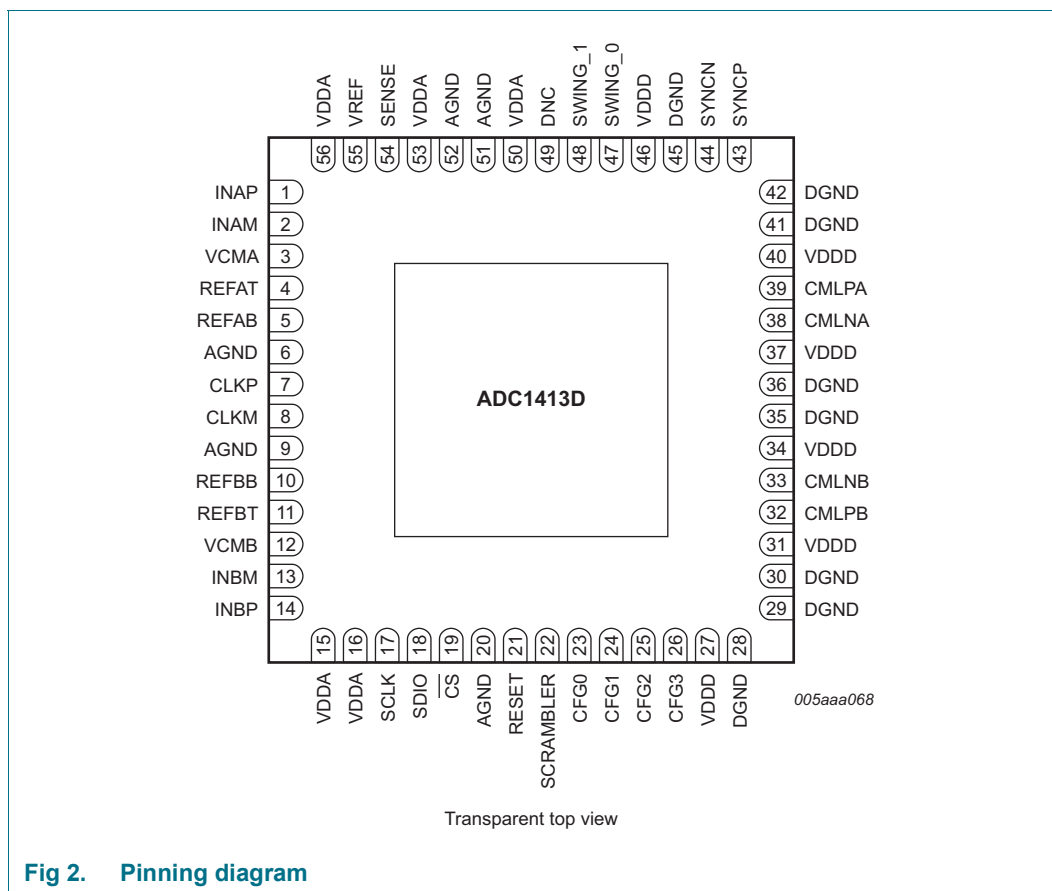 VDDA
VREF
SENSE
VDDA
AGND
AGND
VDDA
DNC
SWING_1
SWING_0
VDDD
DGND
SYNCN
SYNCP
56 55 54 53 52 51 50 49 48 47 46 45 44 43
INAP 1
INAM 2
VCMA 3
REFAT 4
REFAB 5
AGND 6
CLKP 7
CLKM 8
AGND 9
REFBB 10
REFBT 11
VCMB 12
INBM 13
INBP 14
ADC1413D
42 DGND
41 DGND
40 VDDD
39 CMLPA
38 CMLNA
37 VDDD
36 DGND
35 DGND
34 VDDD
33 CMLNB
32 CMLPB
31 VDDD
30 DGND
29 DGND
15 16 17 18 19 20 21 22 23 24 25 26 27 28
VDDA
VDDA
SCLK
SDIO
CS
AGND
RESET
SCRAMBLER
CFG0
CFG1
CFG2
CFG3
VDDD
DGND
005aaa068
Transparent top view
Fig 2. Pinning diagram